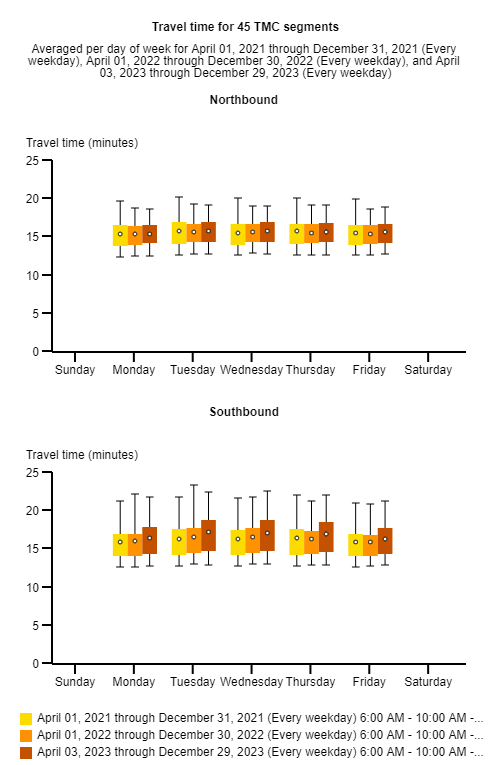 Travel time for 45 TMC segments
Averaged per day of week for April 01, 2021 through December 31, 2021 (Every
weekday), April 01, 2022 through December 30, 2022 (Every weekday), and April
03, 2023 through December 29, 2023 (Every weekday)
Northbound
Travel time (minutes)
25
20
15
10
5
0
Sunday Monday Tuesday Wednesday Thursday Friday Saturday
Southbound
Travel time (minutes)
25
20
15
10
5
0
Sunday Monday Tuesday Wednesday Thursday Friday Saturday
April 01, 2021 through December 31, 2021 (Every weekday) 6:00 AM - 10:00 AM -...
April 01, 2022 through December 30, 2022 (Every weekday) 6:00 AM - 10:00 AM -...
April 03, 2023 through December 29, 2023 (Every weekday) 6:00 AM - 10:00 AM -...